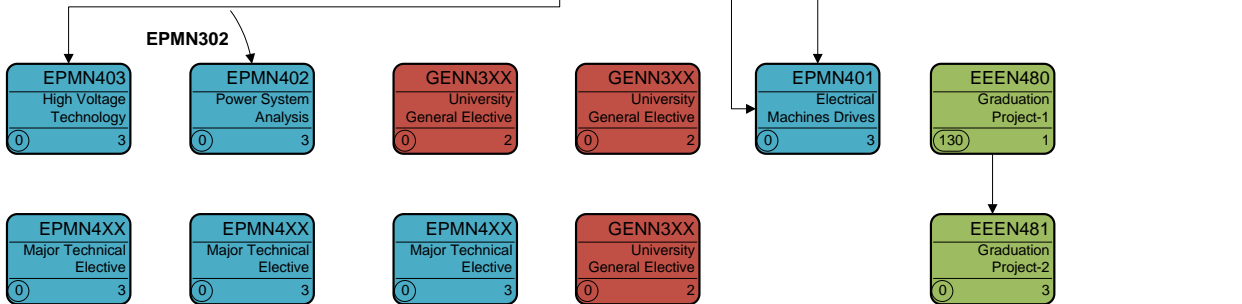 EPMN302
EPMN403
High Voltage
Technology
0 3
EPMN402
Power System
Analysis
0 3
GENN3XX
University
General Elective
0 2
GENN3XX
University
General Elective
0 2
EPMN401
Electrical
Machines Drives
0 3
EEEN480
Graduation
Project-1
130 1
EPMN4XX
Major Technical
Elective
0 3
EPMN4XX
Major Technical
Elective
0 3
EPMN4XX
Major Technical
Elective
0 3
GENN3XX
University
General Elective
0 2
EEEN481
Graduation
Project-2
0 3